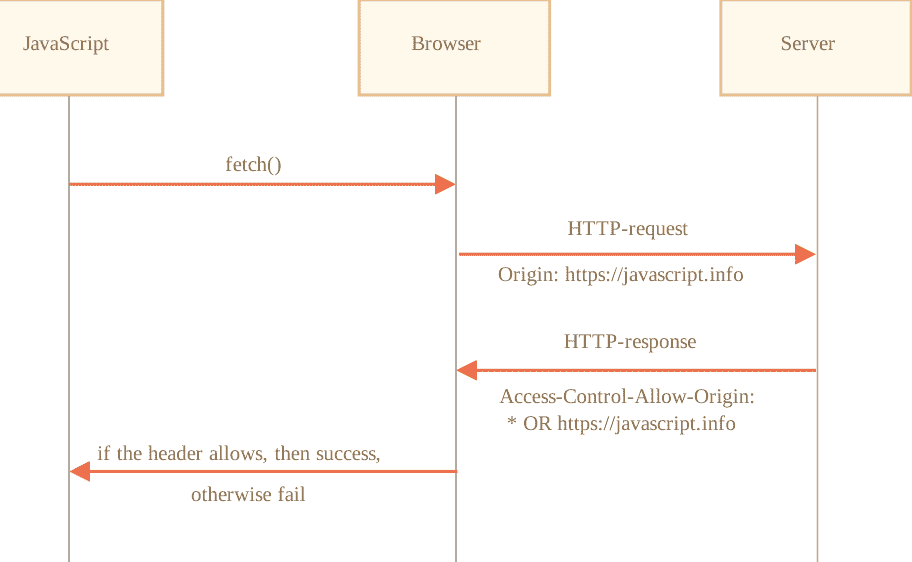 JavaScript
Browser
Server
fetch()
HTTP-request
Origin: https://javascript.info
HTTP-response
Access-Control-Allow-Origin:
* OR https://javascript.info
if the header allows, then success,
otherwise fail